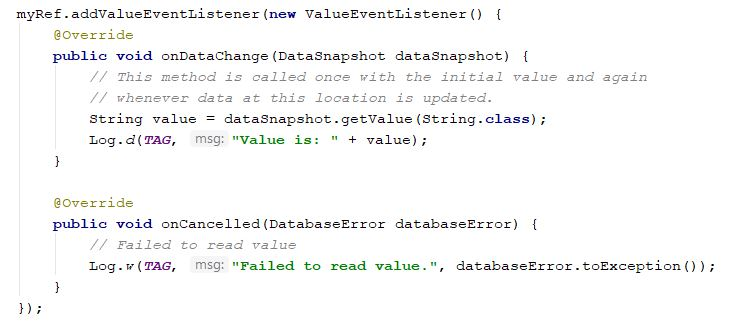 myRef.addValueEventListener(new ValueEventListener() {
    @Override
    public void onDataChange(DataSnapshot dataSnapshot) {
        // This method is called once with the initial value and again
        // whenever data at this location is updated.
        String value = dataSnapshot.getValue(String.class);
        Log.d(TAG, msg: "Value is: " + value);
    }

    @Override
    public void onCancelled(DatabaseError databaseError) {
        // Failed to read value
        Log.w(TAG, msg: "Failed to read value.", databaseError.toException());
    }
});